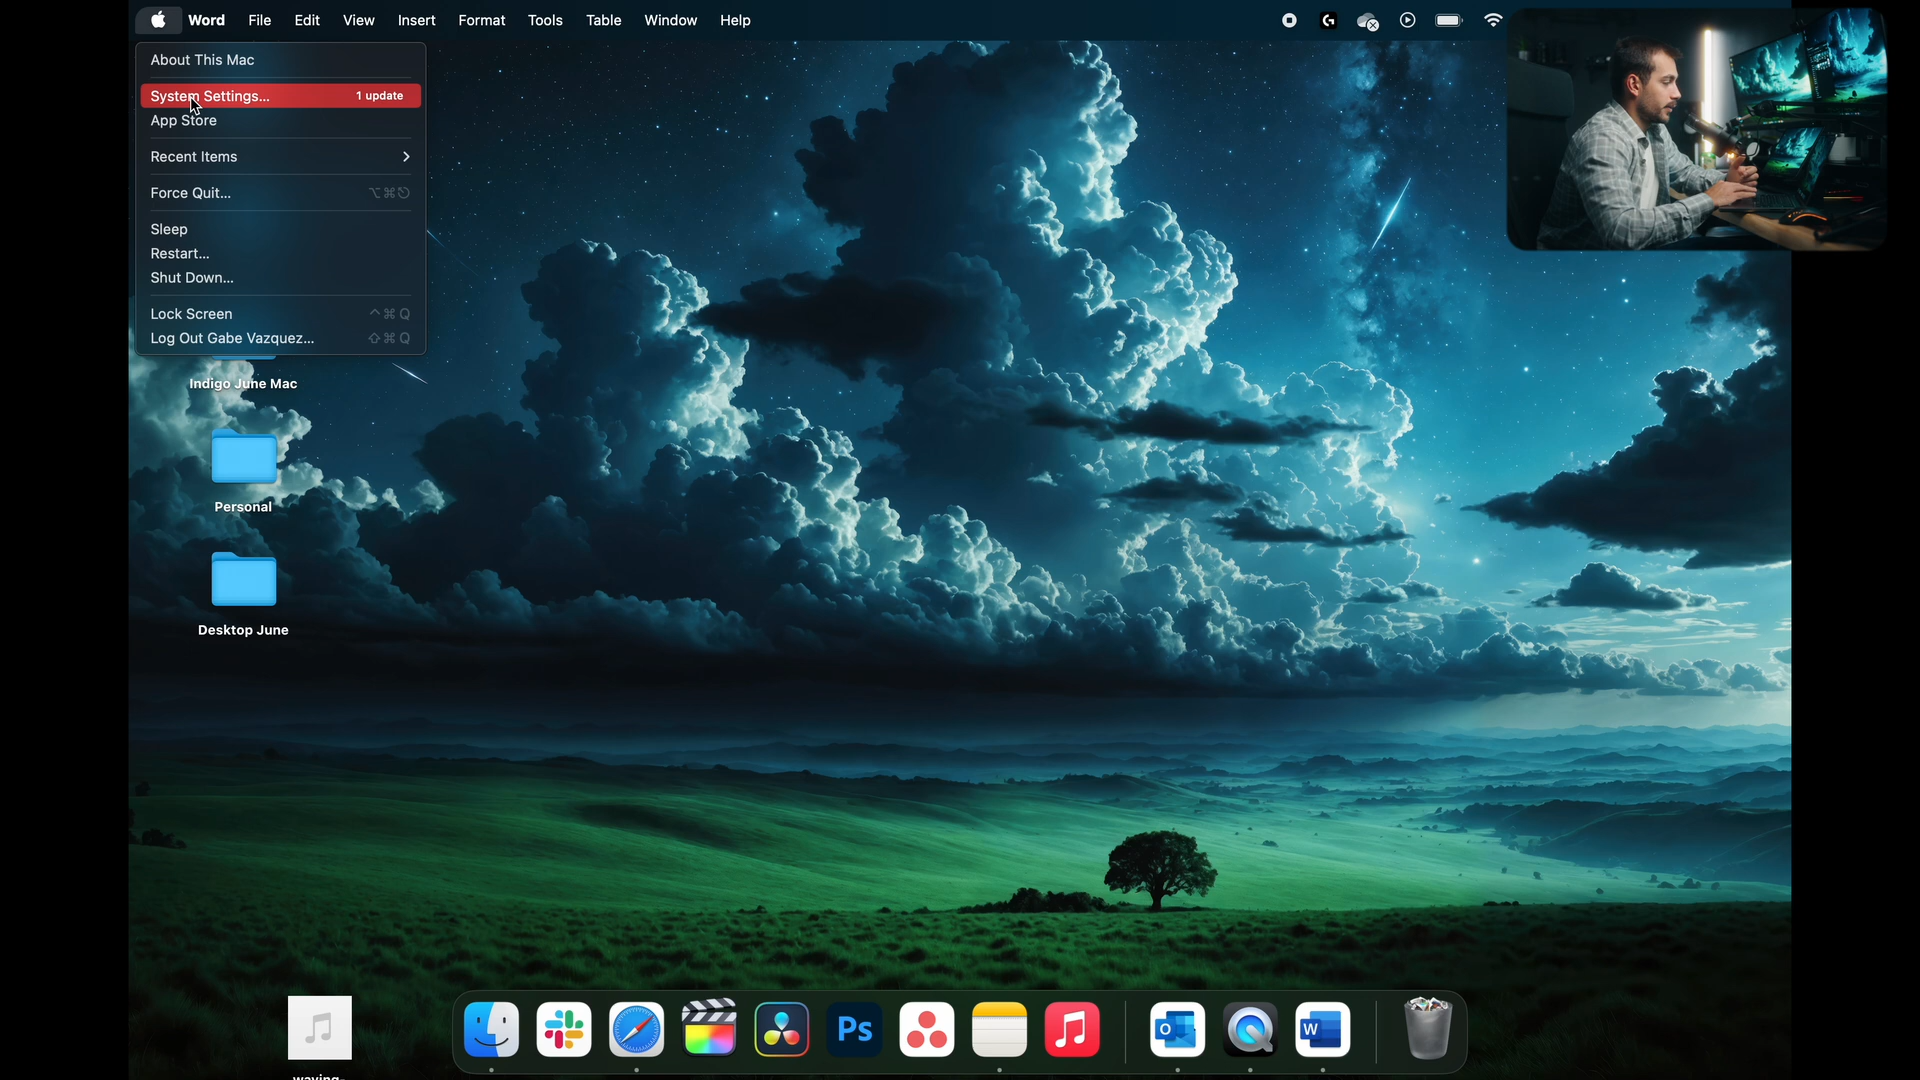 Word File Edit View Insert Format Tools Table Window Help
About This Mac
System Settings... 1 update
App Store
Recent Items
Force Quit... ⌥⌘⎋
Sleep
Restart...
Shut Down...
Lock Screen ^⌘Q
Log Out Gabe Vazquez... ⇧⌘Q
Indigo June Mac
Personal
Desktop June
Ps
O
W
waving-